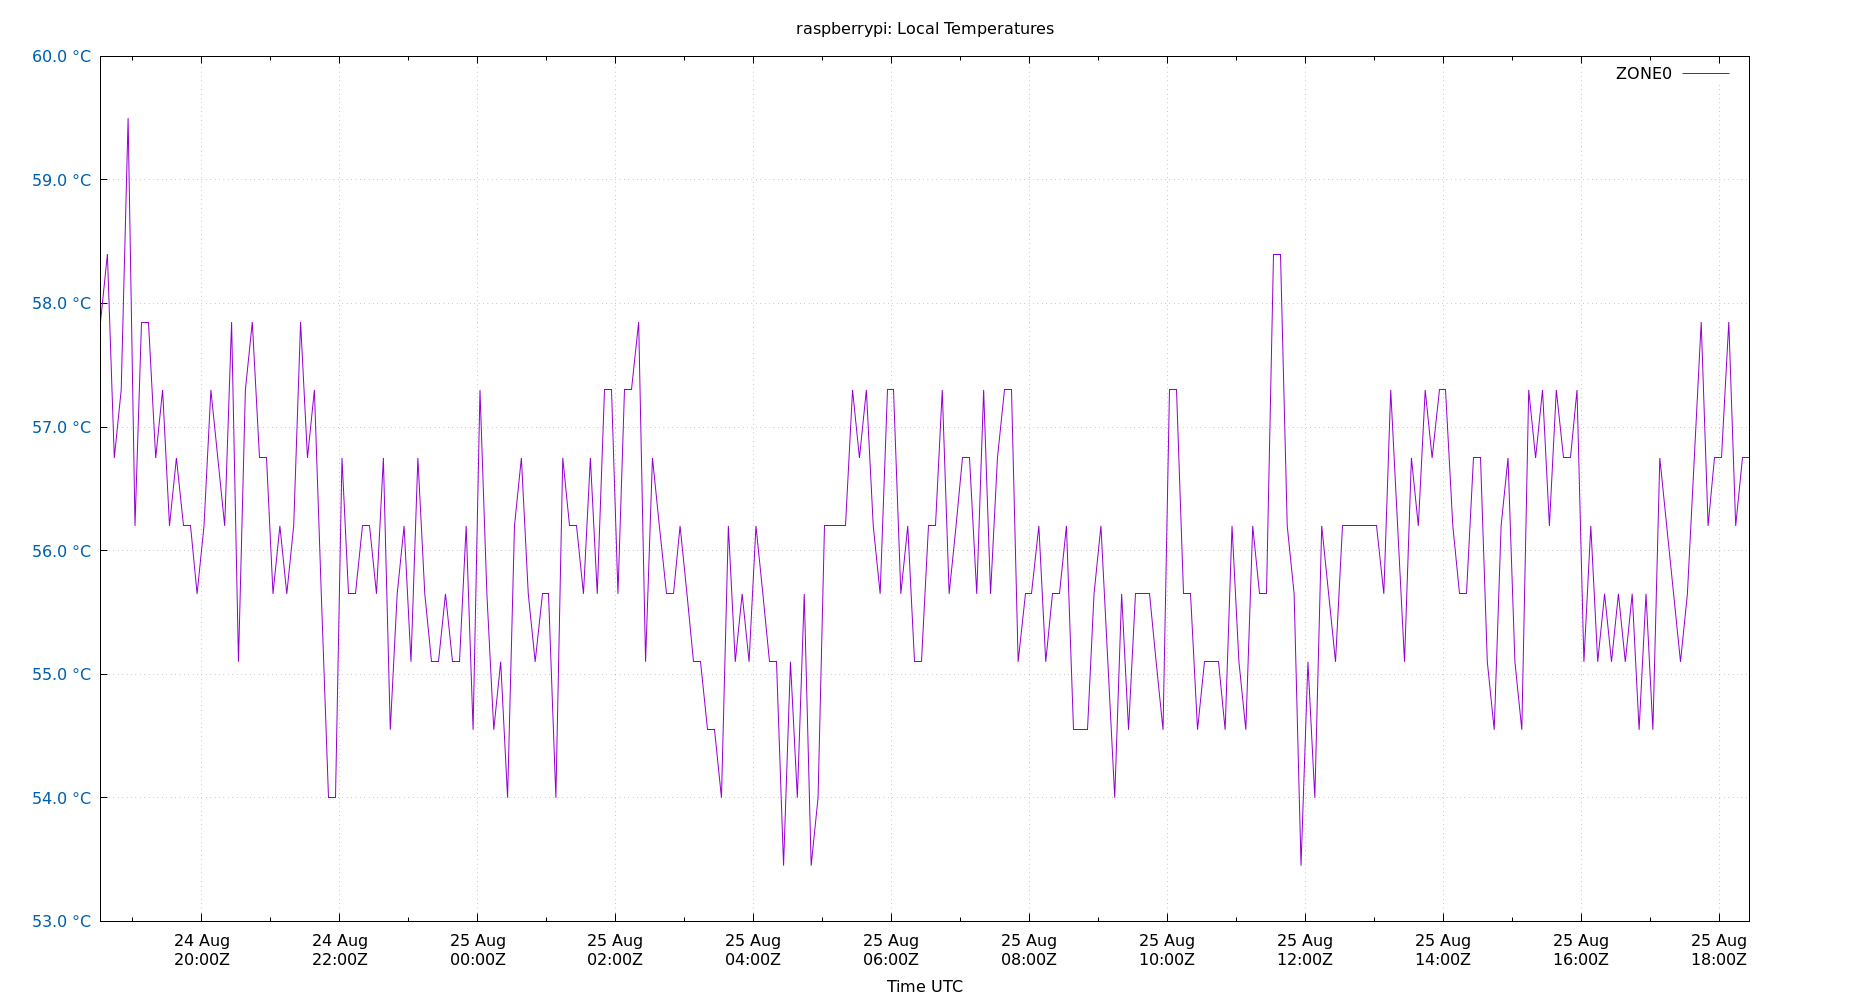 raspberrypi: Local Temperatures
60.0 °C
59.0 °C
58.0 °C
57.0 °C
56.0 °C
55.0 °C
54.0 °C
53.0 °C
ZONE0
24 Aug 24 Aug 25 Aug 25 Aug 25 Aug 25 Aug 25 Aug 25 Aug 25 Aug 25 Aug 25 Aug 25 Aug
20:00Z 22:00Z 00:00Z 02:00Z 04:00Z 06:00Z 08:00Z 10:00Z 12:00Z 14:00Z 16:00Z 18:00Z
Time UTC